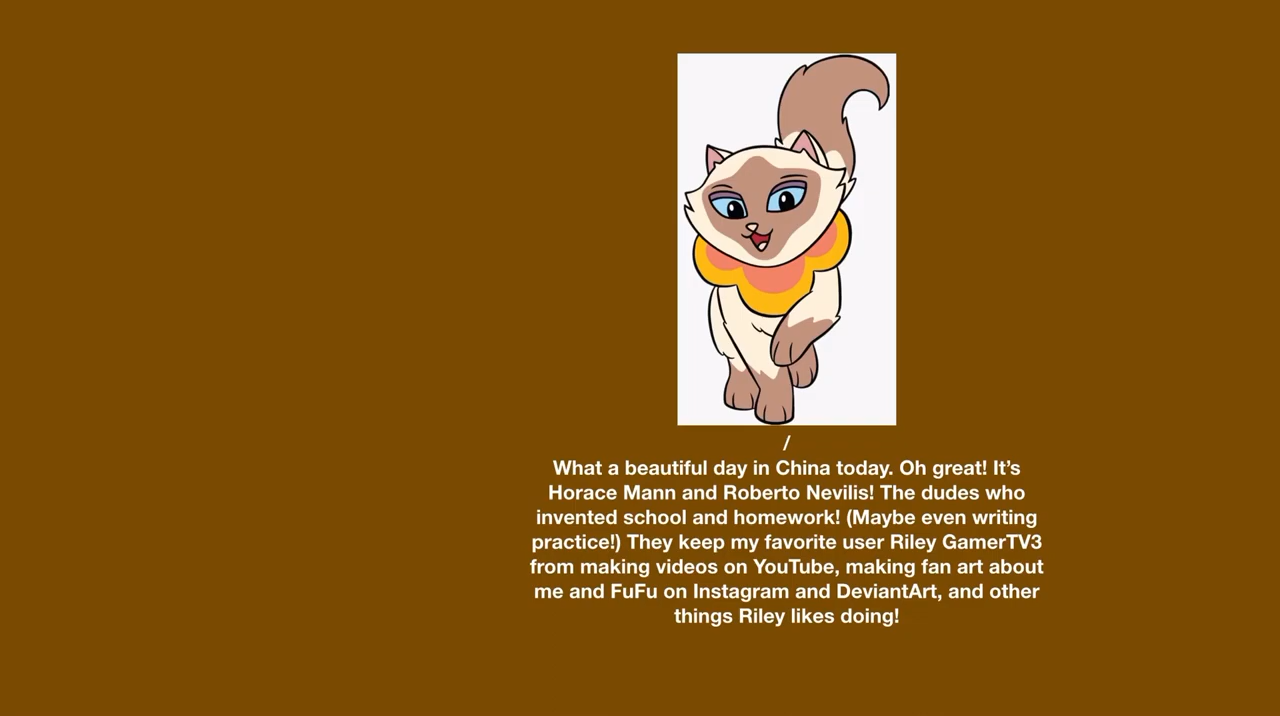 /
What a beautiful day in China today. Oh great! It’s
Horace Mann and Roberto Nevilis! The dudes who
invented school and homework! (Maybe even writing
practice!) They keep my favorite user Riley GamerTV3
from making videos on YouTube, making fan art about
me and FuFu on Instagram and DeviantArt, and other
things Riley likes doing!